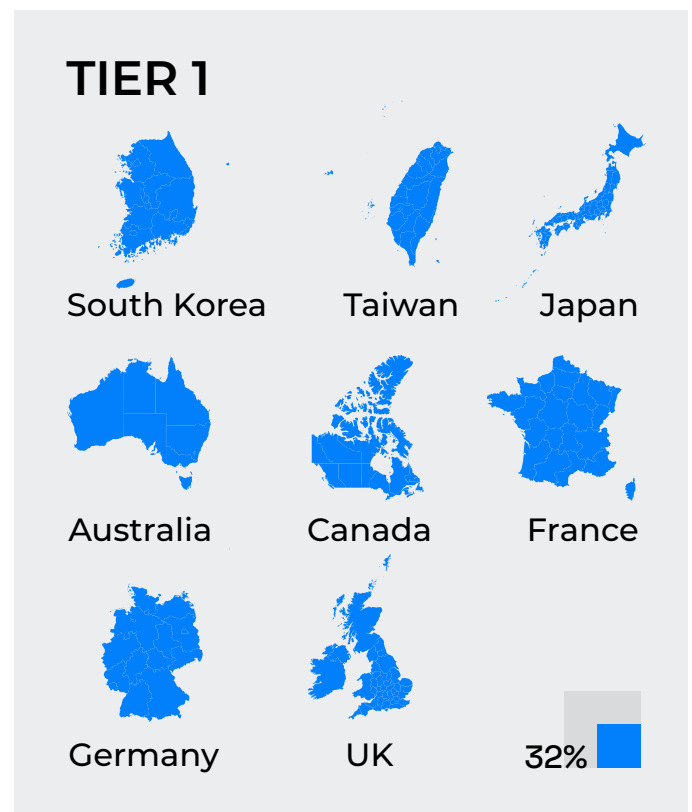 TIER 1
South Korea
Taiwan
Japan
Australia
Canada
France
Germany
UK
32%